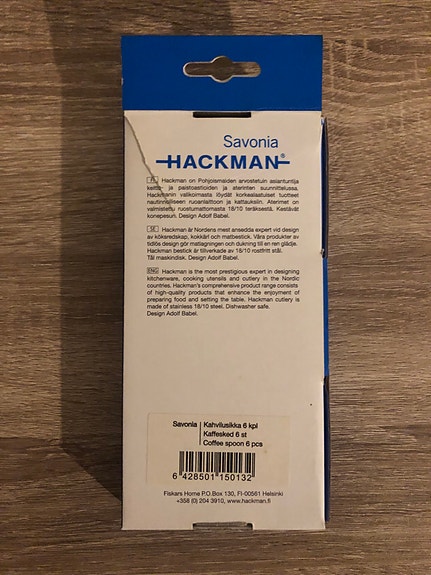 Savonia
HACKMAN®
FI Hackman on Pohjoismaiden arvostetuin asiantuntija
keitto- ja paistoastioiden ja aterinten suunnittelussa.
Hackmanin valikoimasta löydät korkealaatuiset tuotteet
nautinnolliseen ruoanlaittoon ja kattauksiin. Aterimet on
valmistettu ruostumattomasta 18/10 teräksestä. Kestävät
konepesun. Design Adolf Babel.
SE Hackman är Nordens mest ansedda expert vid design
av köksredskap, kokkärl och matbestick. Våra produkter av
tidlös design gör matlagningen och dukning till en ren glädje.
Hackman bestick är tillverkade av 18/10 rostfritt stål.
Tål maskindisk. Design Adolf Babel.
ENG Hackman is the most prestigious expert in designing
kitchenware, cooking utensils and cutlery in the Nordic
countries. Hackman's comprehensive product range consists
of high-quality products that enhance the enjoyment of
preparing food and setting the table. Hackman cutlery is
made of stainless 18/10 steel. Dishwasher safe.
Design Adolf Babel.
Savonia Kahvilusikka 6 kpl
Kaffesked 6 st
Coffee spoon 6 pcs
6 428501 150132
Fiskars Home P.O.Box 130, FI-00561 Helsinki
+358 (0) 204 3910, www.hackman.fi